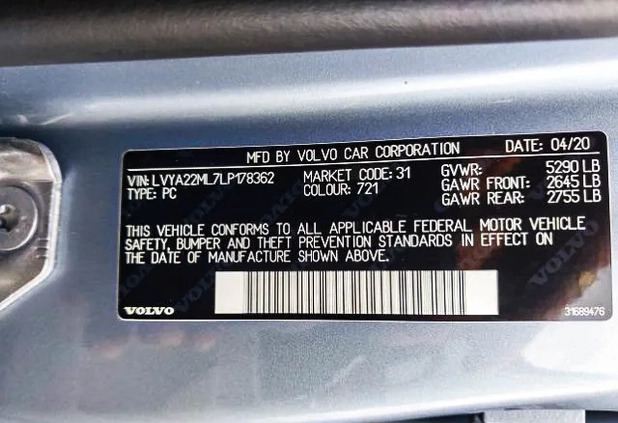 MFD BY VOLVO CAR CORPORATION DATE: 04/20
VIN: LVYA22ML7LP178362 MARKET CODE: 31 GVWR: 5290 LB
TYPE: PC COLOUR: 721 GAWR FRONT: 2645 LB
GAWR REAR: 2755 LB
THIS VEHICLE CONFORMS TO ALL APPLICABLE FEDERAL MOTOR VEHICLE
SAFETY, BUMPER AND THEFT PREVENTION STANDARDS IN EFFECT ON
THE DATE OF MANUFACTURE SHOWN ABOVE.
VOLVO 31689476